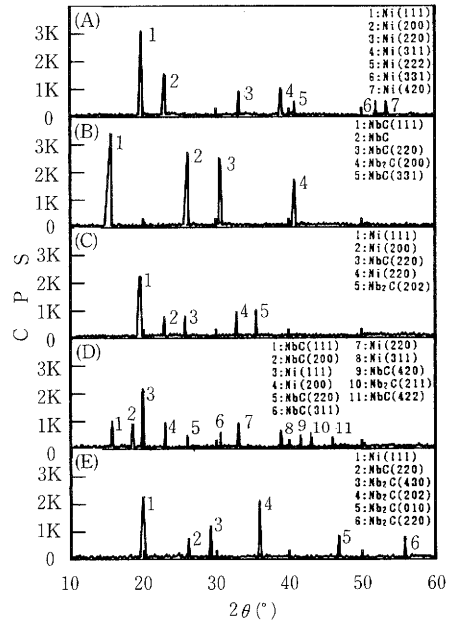 (A)
1:Ni(111)
2:Ni(200)
3:Ni(220)
4:Ni(311)
5:Ni(222)
6:Ni(331)
7:Ni(420)
3K
2K
1K
0
1
2
3
4
5
6
7
(B)
1:NbC(111)
2:NbC
3:NbC(220)
4:Nb₂C(200)
5:NbC(331)
3K
2K
1K
0
1
2
3
4
(C)
1:Ni(111)
2:Ni(200)
3:NbC(220)
4:Ni(220)
5:Nb₂C(202)
3K
2K
1K
0
1
2
3
4
5
(D)
1:NbC(111) 7:Ni(220)
2:NbC(200) 8:Ni(311)
3:Ni(111) 9:NbC(420)
4:Ni(200) 10:Nb₂C(211)
5:NbC(220) 11:NbC(422)
6:NbC(311)
3K
2K
1K
0
1
2
3
4
5
6
7
8
9
10
11
(E)
1:Ni(111)
2:NbC(220)
3:Nb₂C(430)
4:Nb₂C(202)
5:Nb₂C(010)
6:Nb₂C(220)
3K
2K
1K
0
1
2
3
4
5
6
C P S
10 20 30 40 50 60
2θ(°)